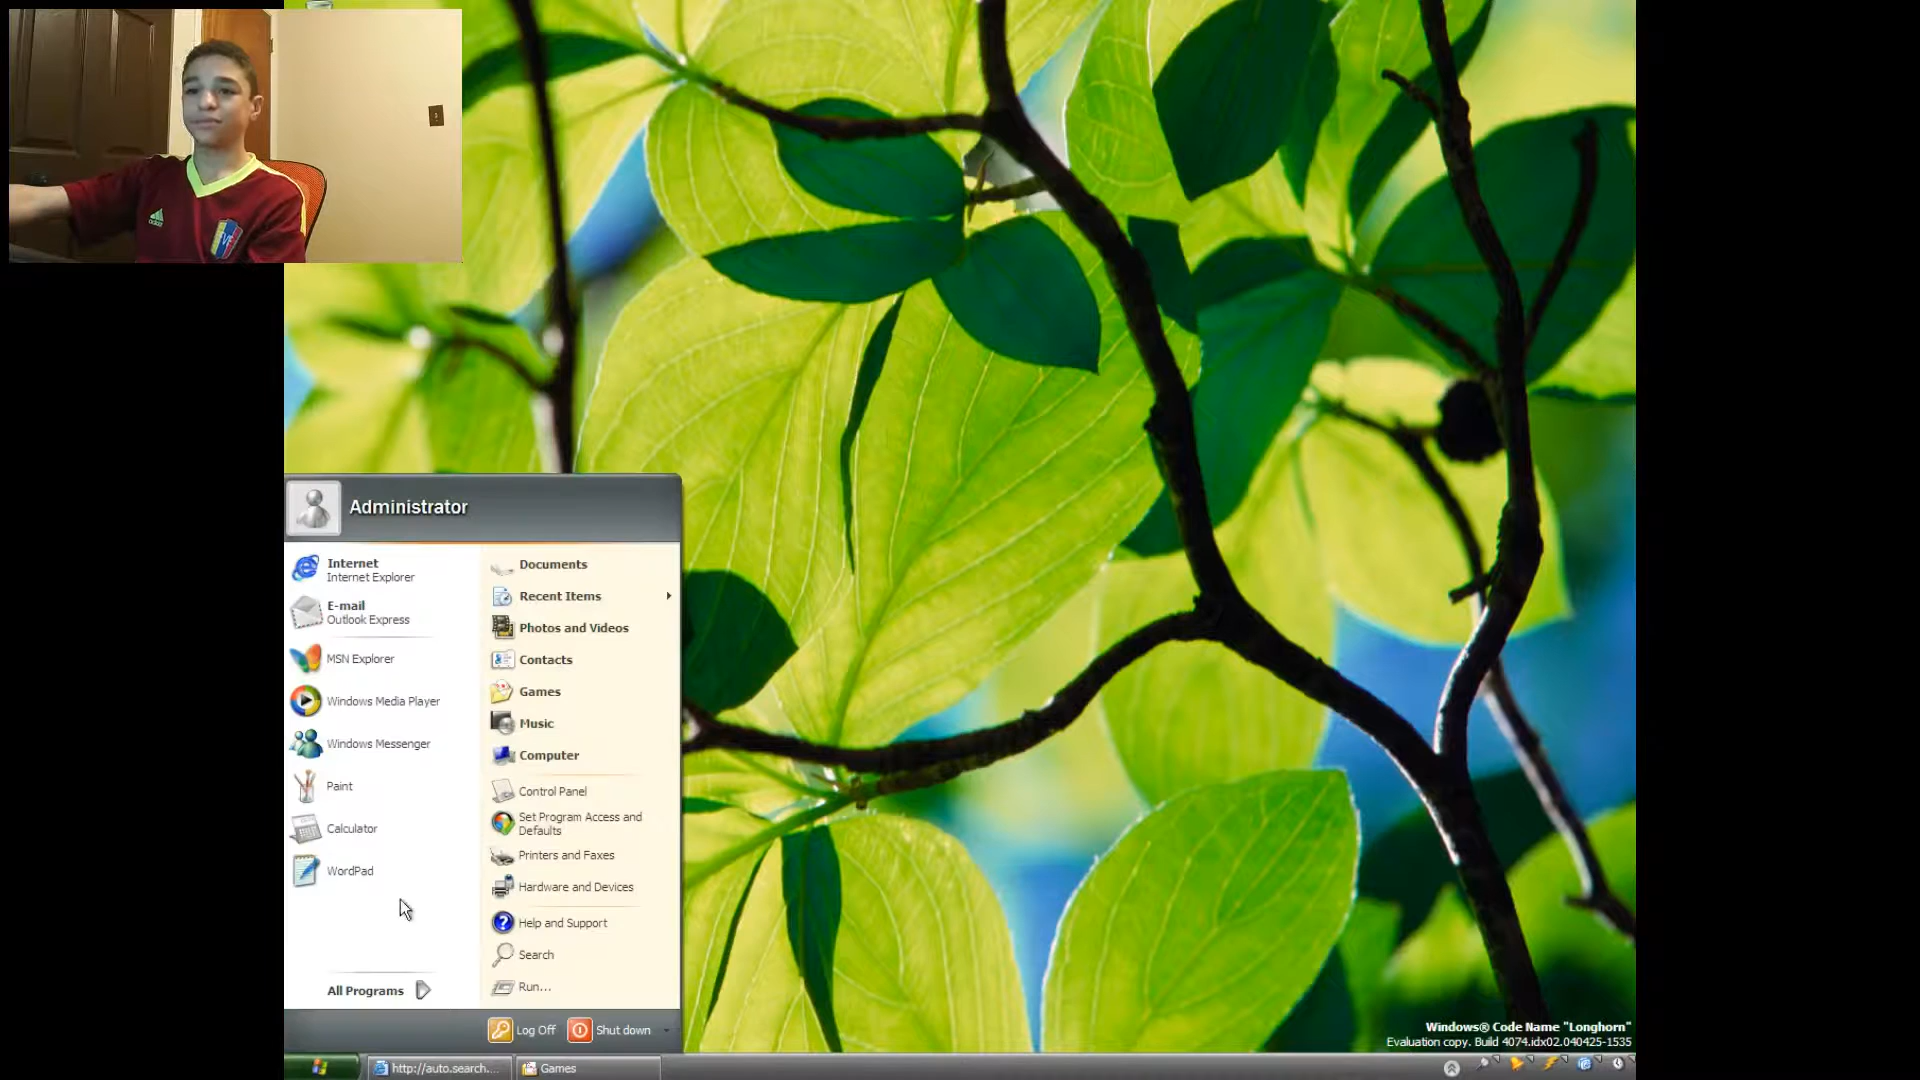 adidas
Administrator
Internet
Internet Explorer
E-mail
Outlook Express
MSN Explorer
Windows Media Player
Windows Messenger
Paint
Calculator
WordPad
All Programs
Documents
Recent Items
Photos and Videos
Contacts
Games
Music
Computer
Control Panel
Set Program Access and
Defaults
Printers and Faxes
Hardware and Devices
Help and Support
Search
Run...
Log Off
Shut down
Windows® Code Name "Longhorn"
Evaluation copy. Build 4074.idx02.040425-1535
http://auto.search....
Games